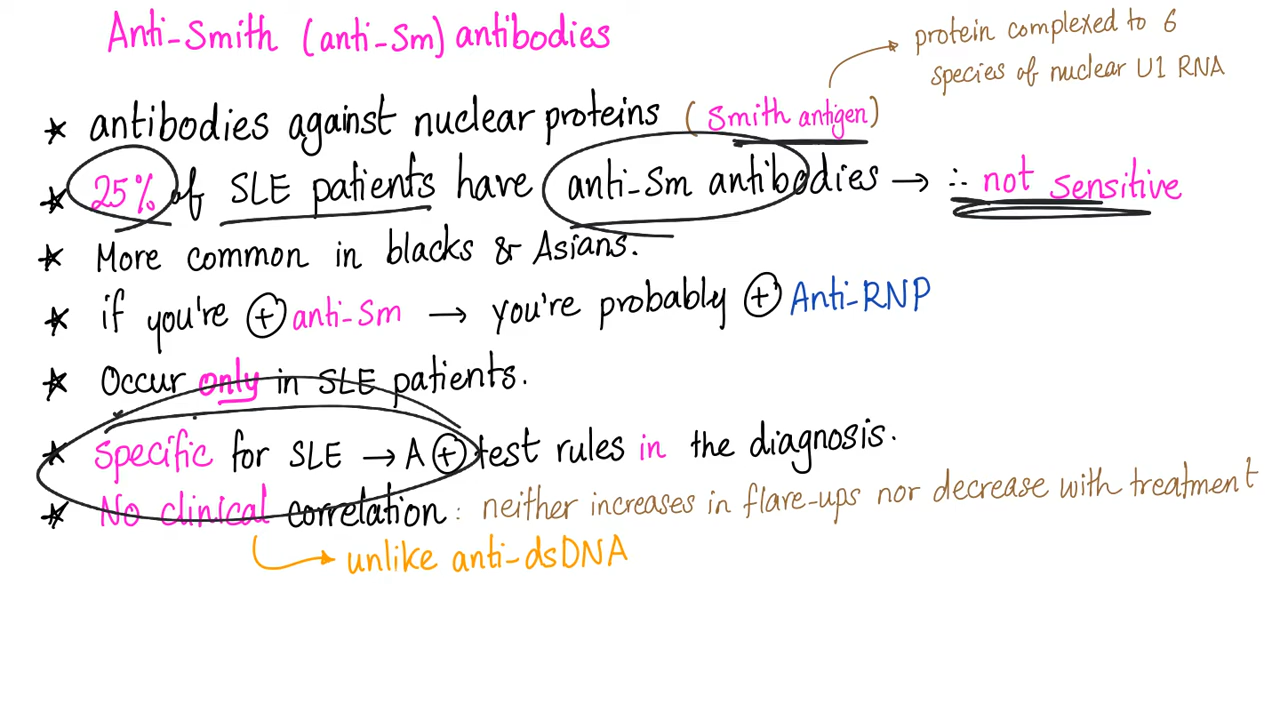 Anti-Smith (anti-Sm) antibodies
protein complexed to 6
species of nuclear U1 RNA
★ antibodies against nuclear proteins (Smith antigen)
★ 25% of SLE patients have anti-Sm antibodies → ∴ not sensitive
★ More common in blacks & Asians.
★ if you're ⊕ anti-Sm → you're probably ⊕ Anti-RNP
★ Occur only in SLE patients.
★ Specific for SLE → A ⊕ test rules in the diagnosis.
★ No clinical correlation: neither increases in flare-ups nor decrease with treatment
unlike anti-dsDNA